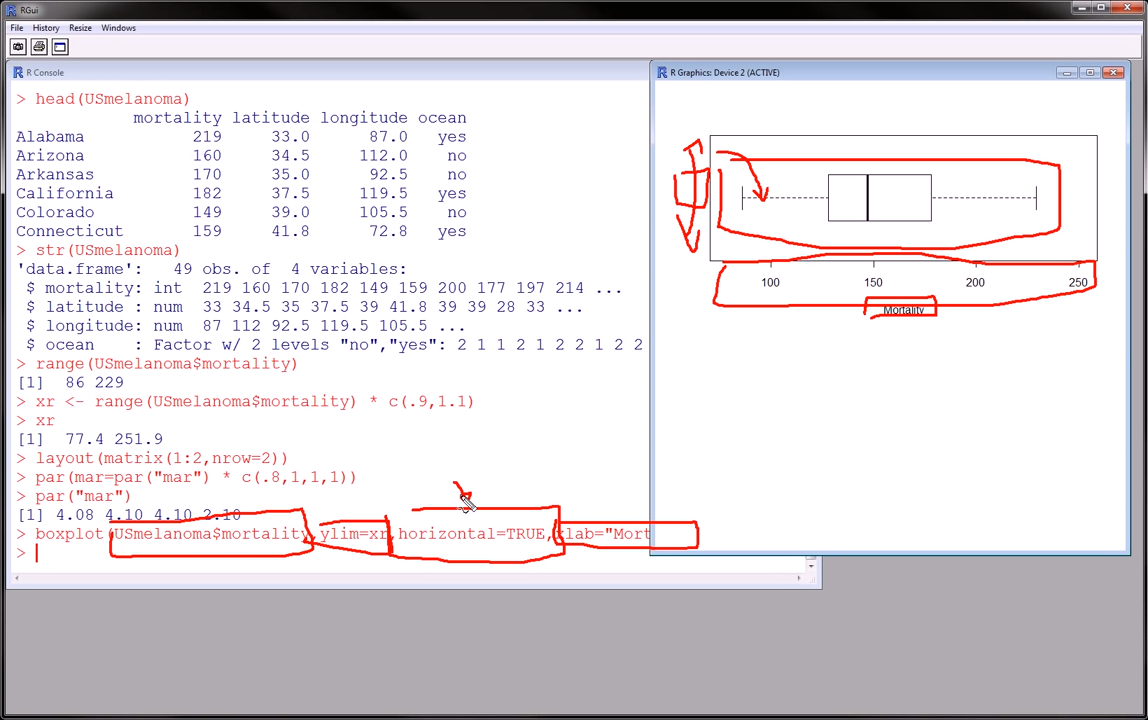 RGui
File History Resize Windows
R Console
> head(USmelanoma)
mortality latitude longitude ocean
Alabama 219 33.0 87.0 yes
Arizona 160 34.5 112.0 no
Arkansas 170 35.0 92.5 no
California 182 37.5 119.5 yes
Colorado 149 39.0 105.5 no
Connecticut 159 41.8 72.8 yes
> str(USmelanoma)
'data.frame': 49 obs. of 4 variables:
$ mortality: int 219 160 170 182 149 159 200 177 197 214 ...
$ latitude : num 33 34.5 35 37.5 39 41.8 39 39 28 33 ...
$ longitude: num 87 112 92.5 119.5 105.5 ...
$ ocean : Factor w/ 2 levels "no","yes": 2 1 1 2 1 2 2 1 2 2
> range(USmelanoma$mortality)
[1] 86 229
> xr <- range(USmelanoma$mortality) * c(.9,1.1)
> xr
[1] 77.4 251.9
> layout(matrix(1:2,nrow=2))
> par(mar=par("mar") * c(.8,1,1,1))
> par("mar")
[1] 4.08 4.10 4.10 2.10
> boxplot(USmelanoma$mortality,ylim=xr,horizontal=TRUE,xlab="Mort
>
R Graphics: Device 2 (ACTIVE)
100 150 200 250
Mortality